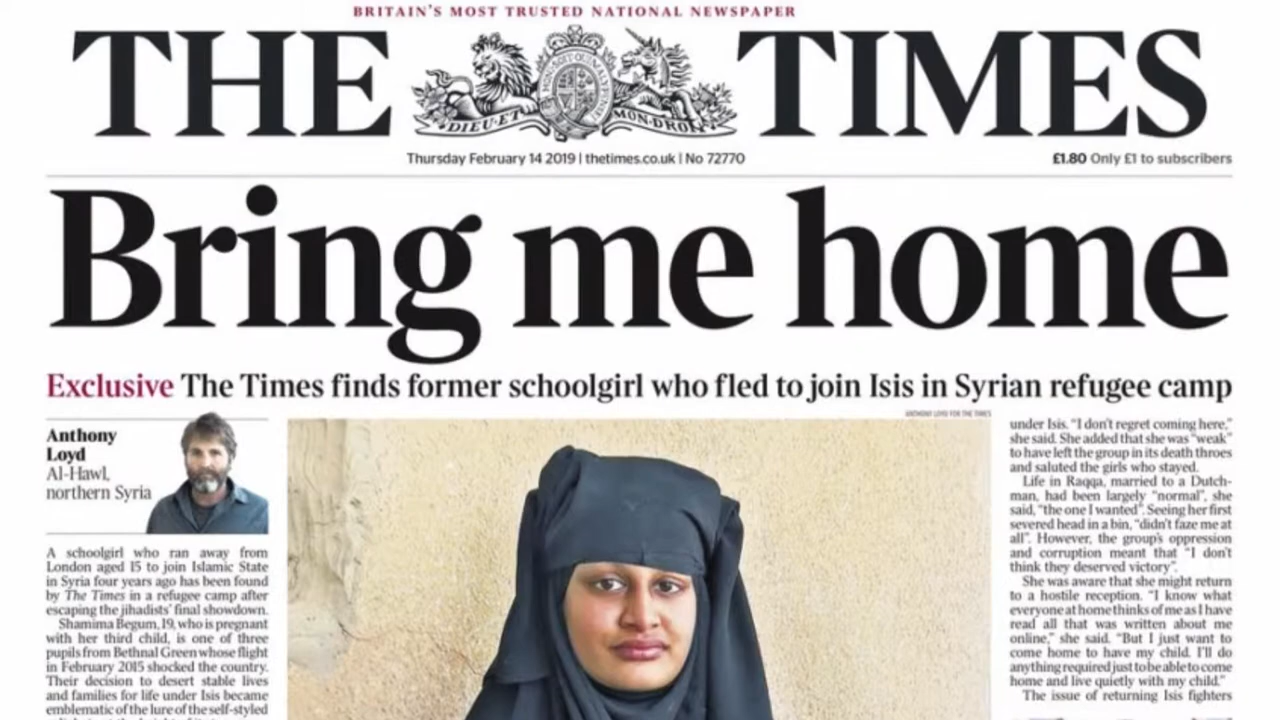 BRITAIN'S MOST TRUSTED NATIONAL NEWSPAPER
THE TIMES
DIEU·ET MON·DROIT
Thursday February 14 2019 | thetimes.co.uk | No 72770
£1.80 Only £1 to subscribers
Bring me home
Exclusive The Times finds former schoolgirl who fled to join Isis in Syrian refugee camp
ANTHONY LOYD FOR THE TIMES
Anthony
Loyd
Al-Hawl,
northern Syria
A schoolgirl who ran away from
London aged 15 to join Islamic State
in Syria four years ago has been found
by The Times in a refugee camp after
escaping the jihadists' final showdown.
Shamima Begum, 19, who is pregnant
with her third child, is one of three
pupils from Bethnal Green whose flight
in February 2015 shocked the country.
Their decision to desert stable lives
and families for life under Isis became
emblematic of the lure of the self-styled
under Isis. “I don't regret coming here,”
she said. She added that she was “weak”
to have left the group in its death throes
and saluted the girls who stayed.
Life in Raqqa, married to a Dutch-
man, had been largely “normal”, she
said, “the one I wanted”. Seeing her first
severed head in a bin, “didn't faze me at
all”. However, the group's oppression
and corruption meant that “I don't
think they deserved victory”.
She was aware that she might return
to a hostile reception. “I know what
everyone at home thinks of me as I have
read all that was written about me
online,” she said. “But I just want to
come home to have my child. I'll do
anything required just to be able to come
home and live quietly with my child.”
The issue of returning Isis fighters